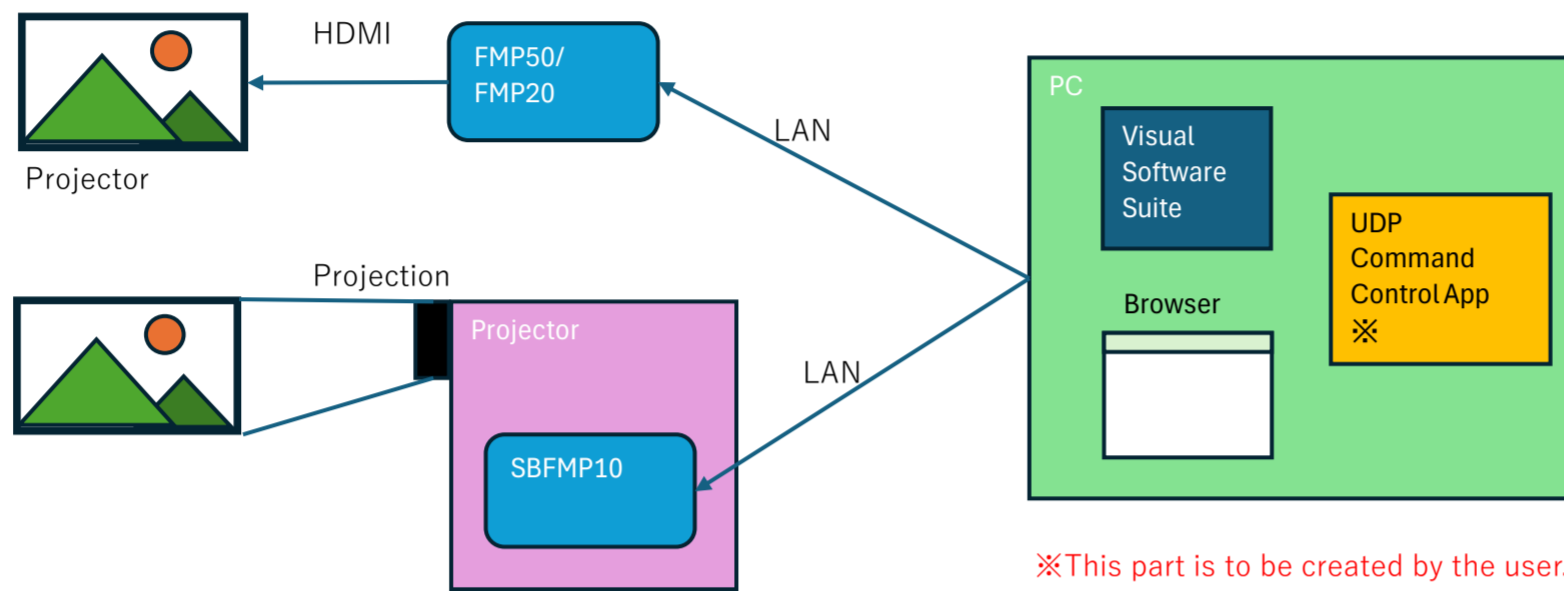 HDMI
FMP50/
FMP20
Projector
LAN
PC
Visual
Software
Suite
UDP
Command
Control App
※
Browser
Projection
Projector
SBFMP10
LAN
※This part is to be created by the user.